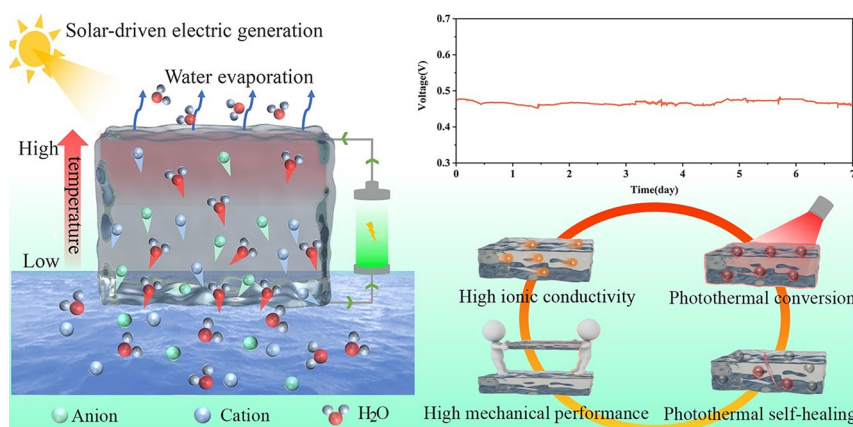 Solar-driven electric generation
Water evaporation
High
temperature
Low
Anion
Cation
H2O
0.7
0.6
0.5
0.4
0.3
Voltage(V)
0 1 2 3 4 5 6 7
Time(day)
High ionic conductivity
Photothermal conversion
High mechanical performance
Photothermal self-healing